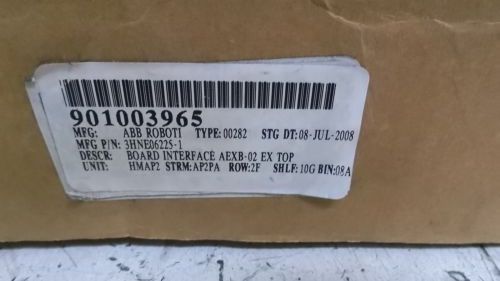 901003965
MFG: ABB ROBOTI TYPE: 00282 STG DT: 08-JUL-2008
MFG P/N: 3HNE06225-1
DESCR: BOARD INTERFACE AEXB-02 EX TOP
UNIT: HMAP2 STRM: AP2PA ROW: 2F SHLF: 10G BIN: 08A